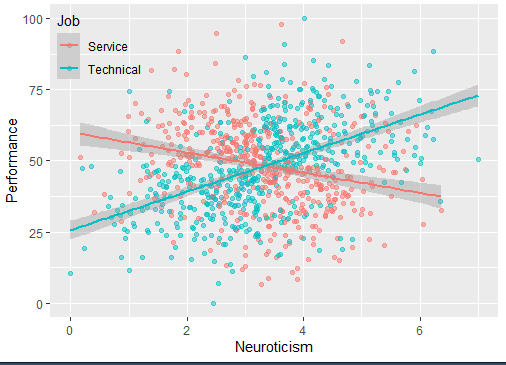 Job
Service
Technical
100
75
50
25
0
Performance
0 2 4 6
Neuroticism